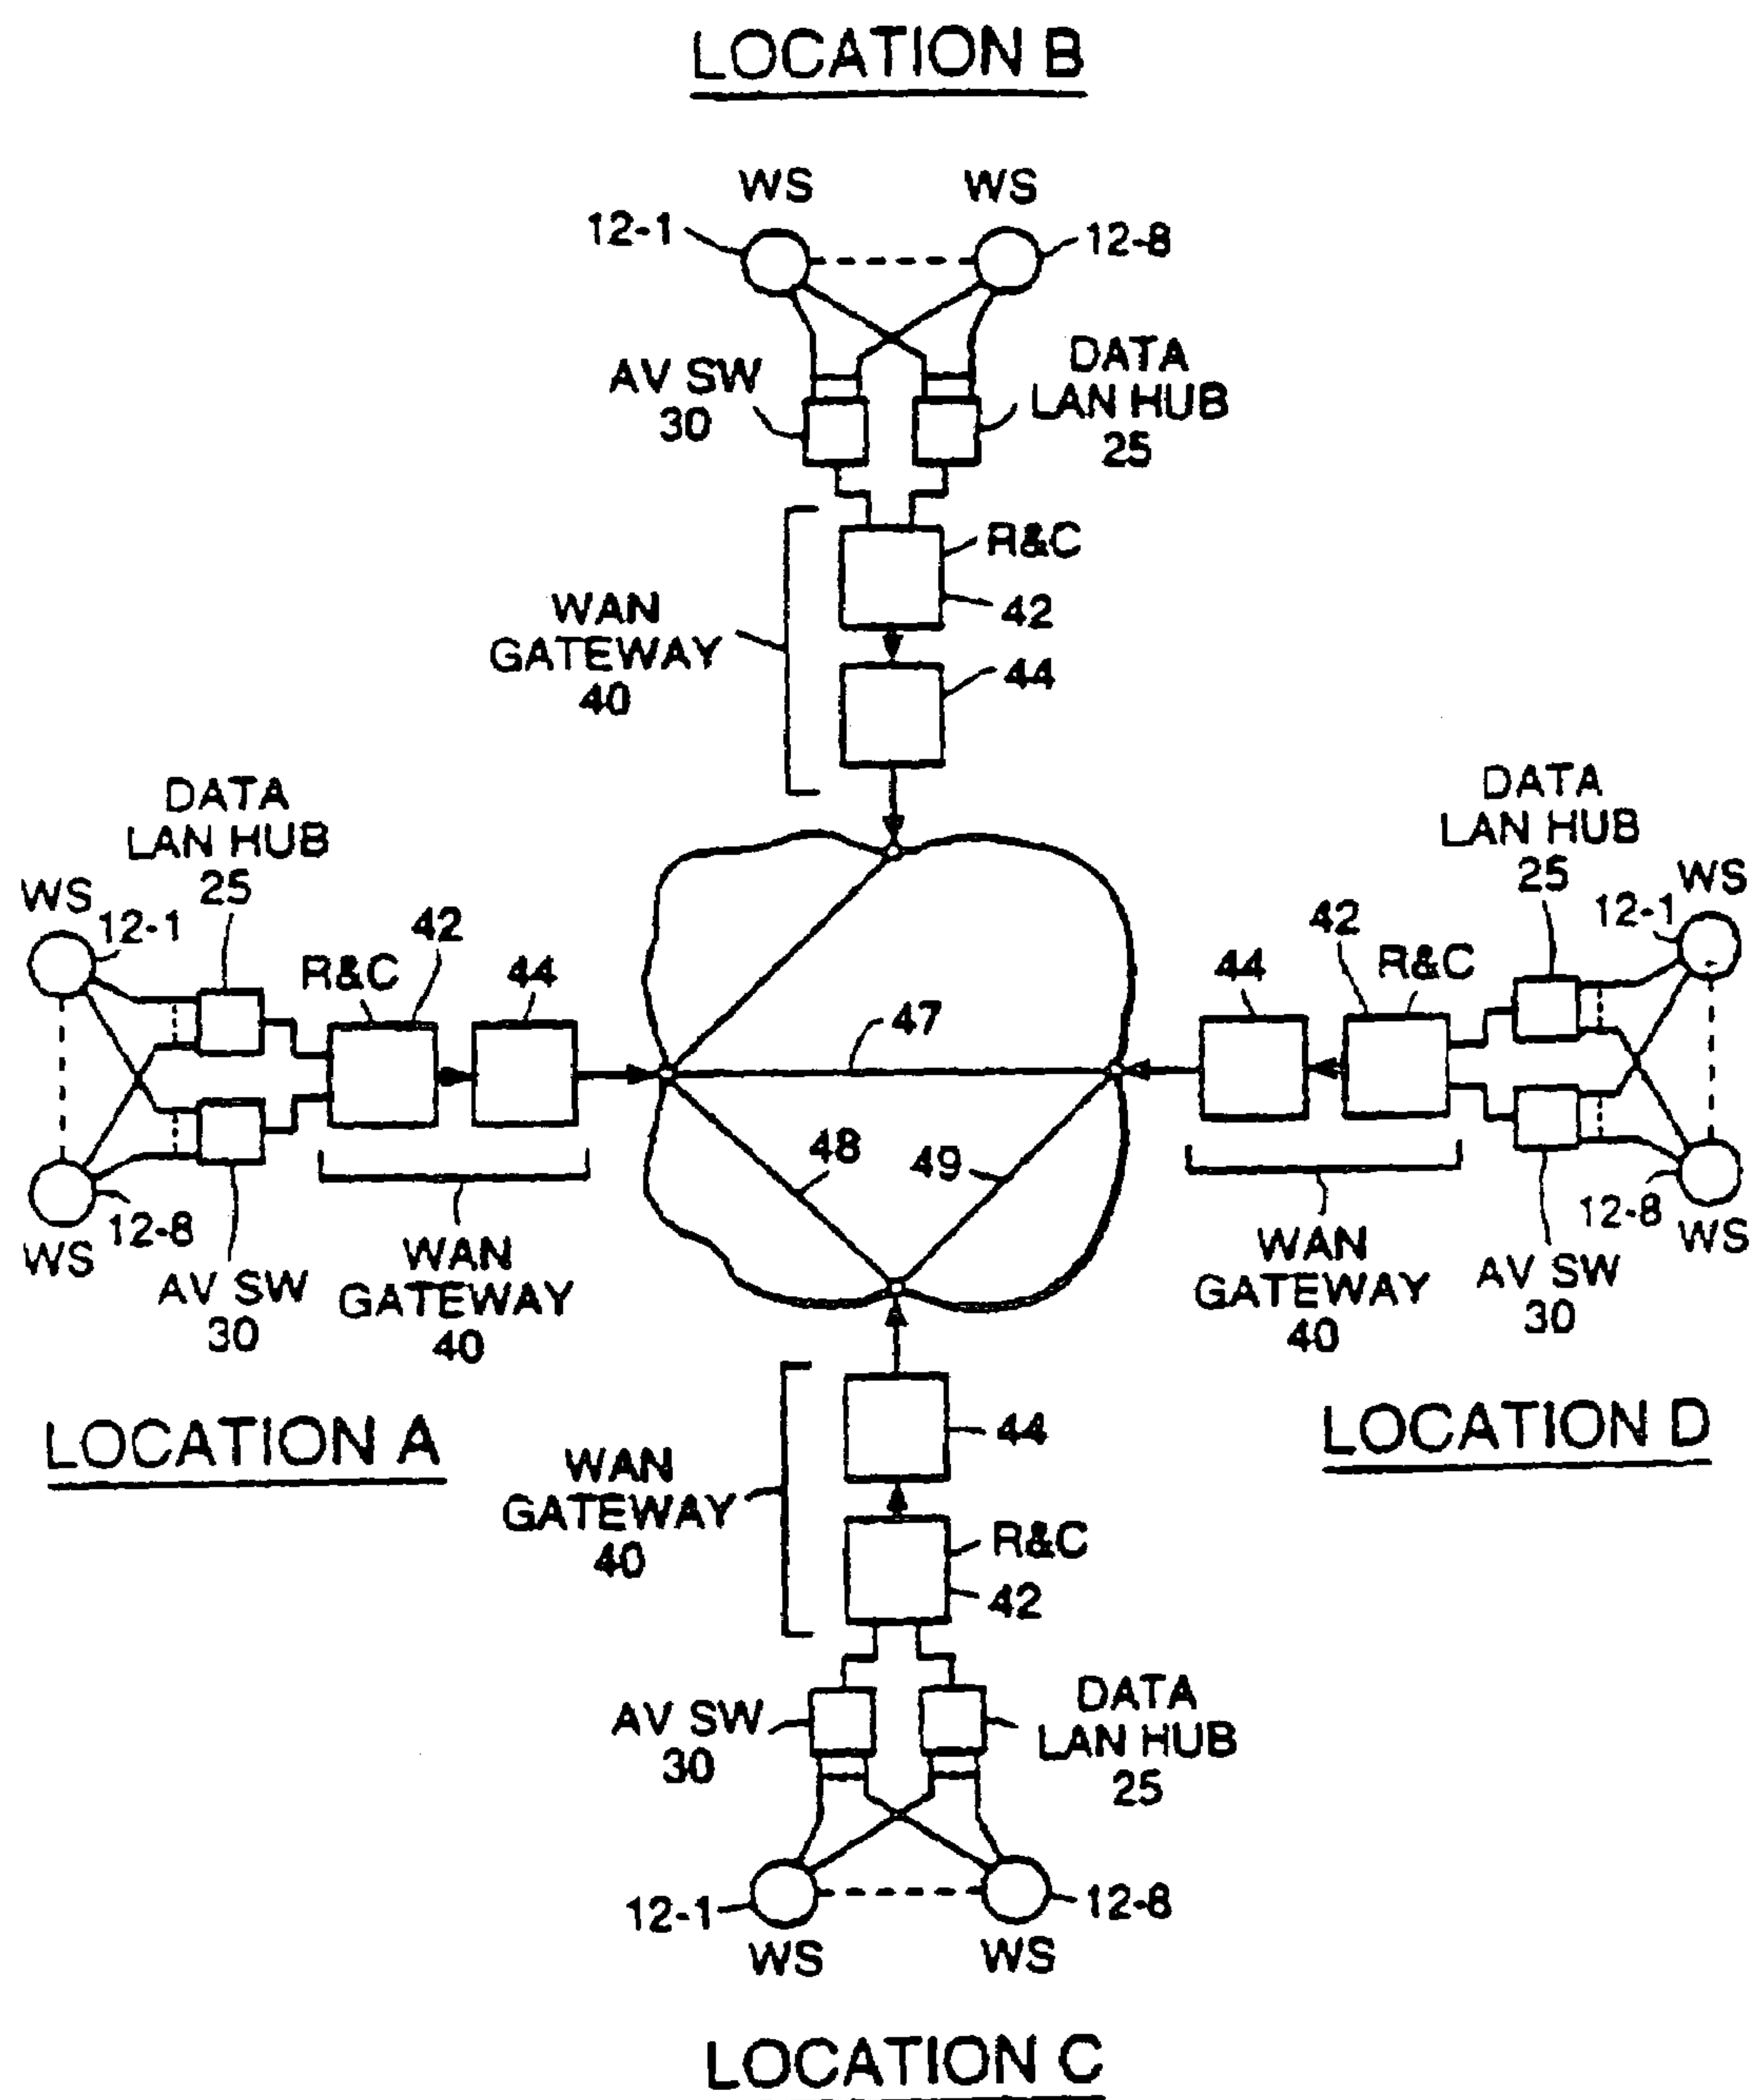 LOCATION B
WS
WS
12-1
12-8
AV SW
30
DATA
LAN HUB
25
R&C
42
WAN
GATEWAY
40
44
DATA
LAN HUB
25
WS
12-1
R&C
42
44
12-8
WS
AV SW
30
WAN
GATEWAY
40
LOCATION A
47
48
49
DATA
LAN HUB
25
WS
12-1
42
R&C
44
12-8
WS
AV SW
30
WAN
GATEWAY
40
LOCATION D
44
WAN
GATEWAY
40
R&C
42
AV SW
30
DATA
LAN HUB
25
12-1
12-8
WS
WS
LOCATION C